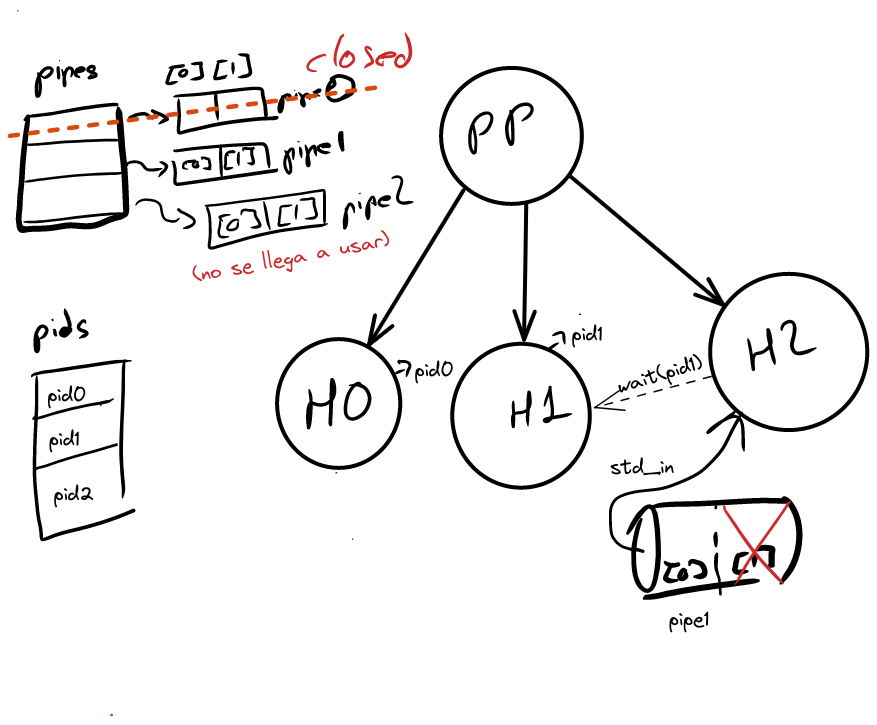 closed
pipes
[0] [1]
pipe0
[0] [1]
pipe1
[0] [1]
pipe2
(no se llega a usar)
PP
pids
pid0
pid1
pid2
H0
pid0
H1
pid1
H2
wait(pid1)
std_in
[0] [1]
pipe1